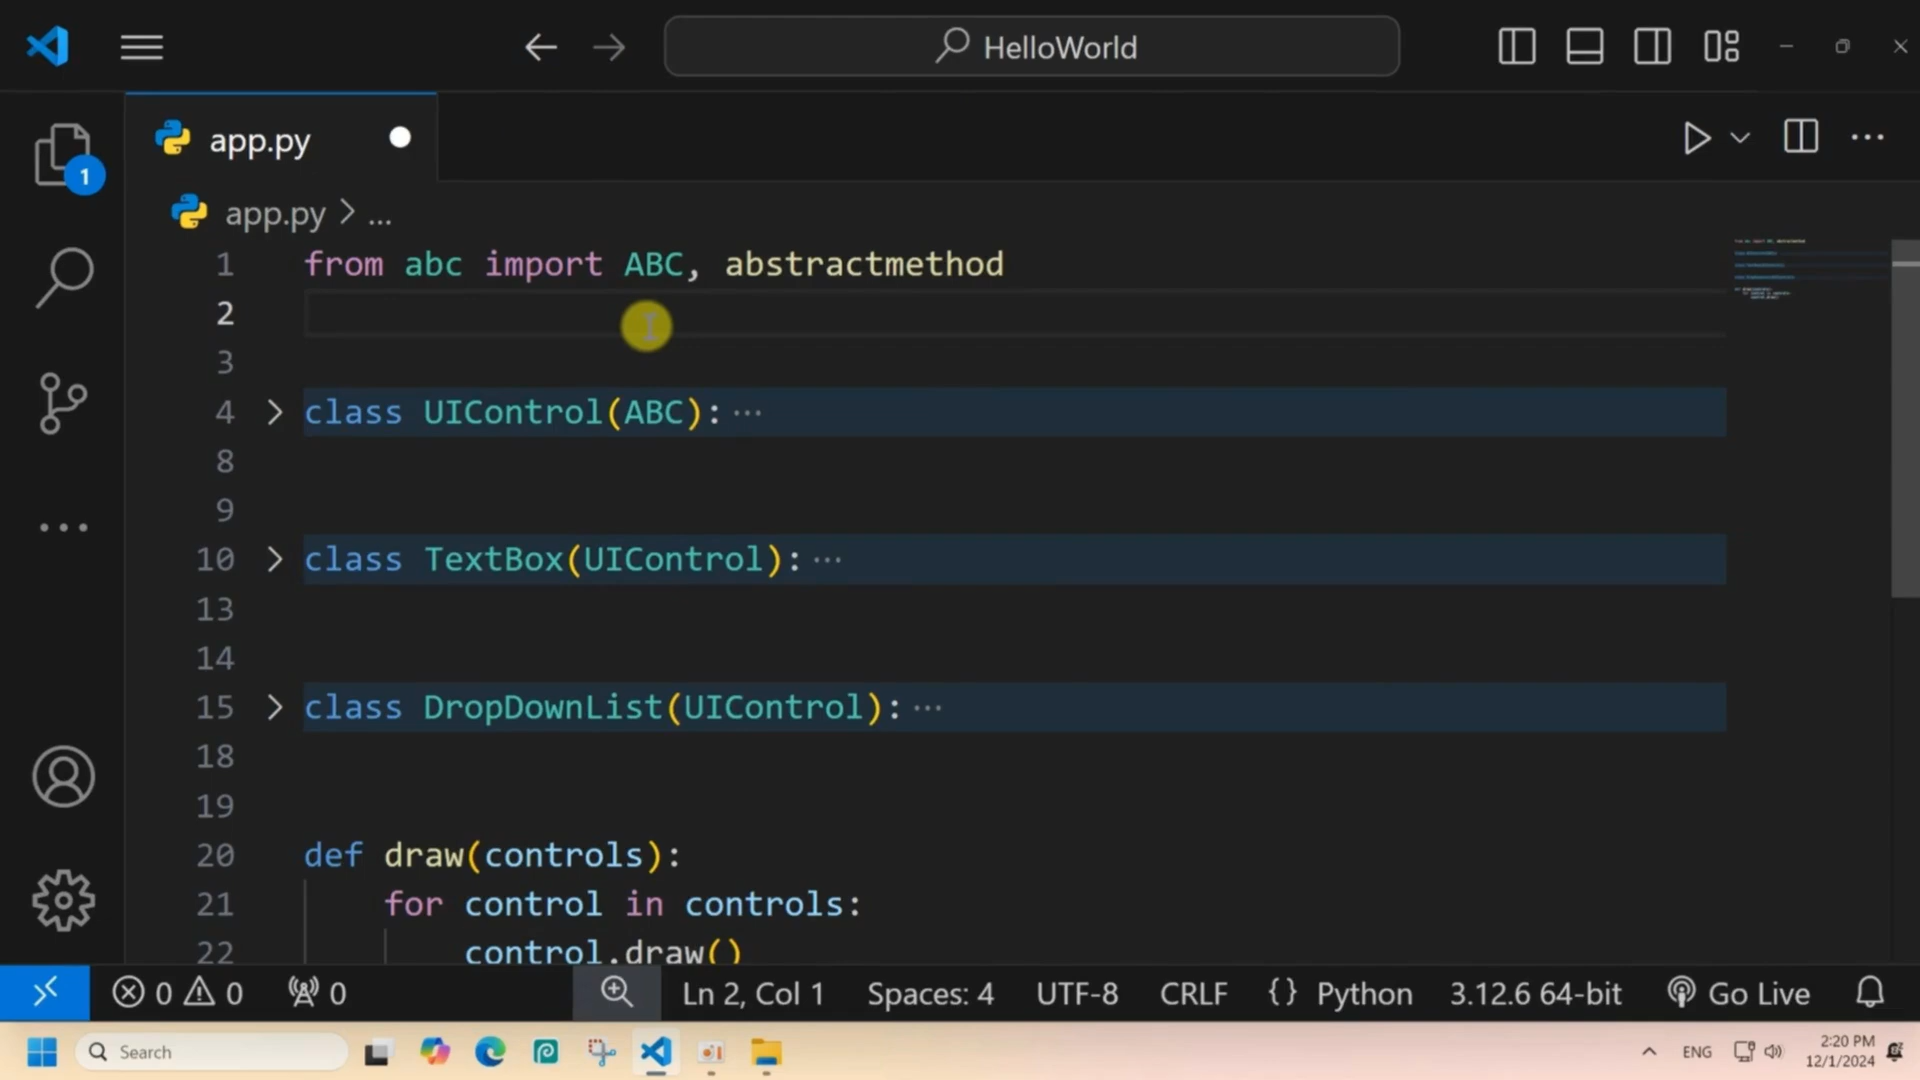 HelloWorld
app.py
1
app.py > ...
1 from abc import ABC, abstractmethod
2
3
4 class UIControl(ABC): ...
8
9
10 class TextBox(UIControl): ...
13
14
15 class DropDownList(UIControl): ...
18
19
20 def draw(controls):
21 for control in controls:
22 control.draw()
0 0 0 Ln 2, Col 1 Spaces: 4 UTF-8 CRLF {} Python 3.12.6 64-bit Go Live
Search ENG 2:20 PM
12/1/2024